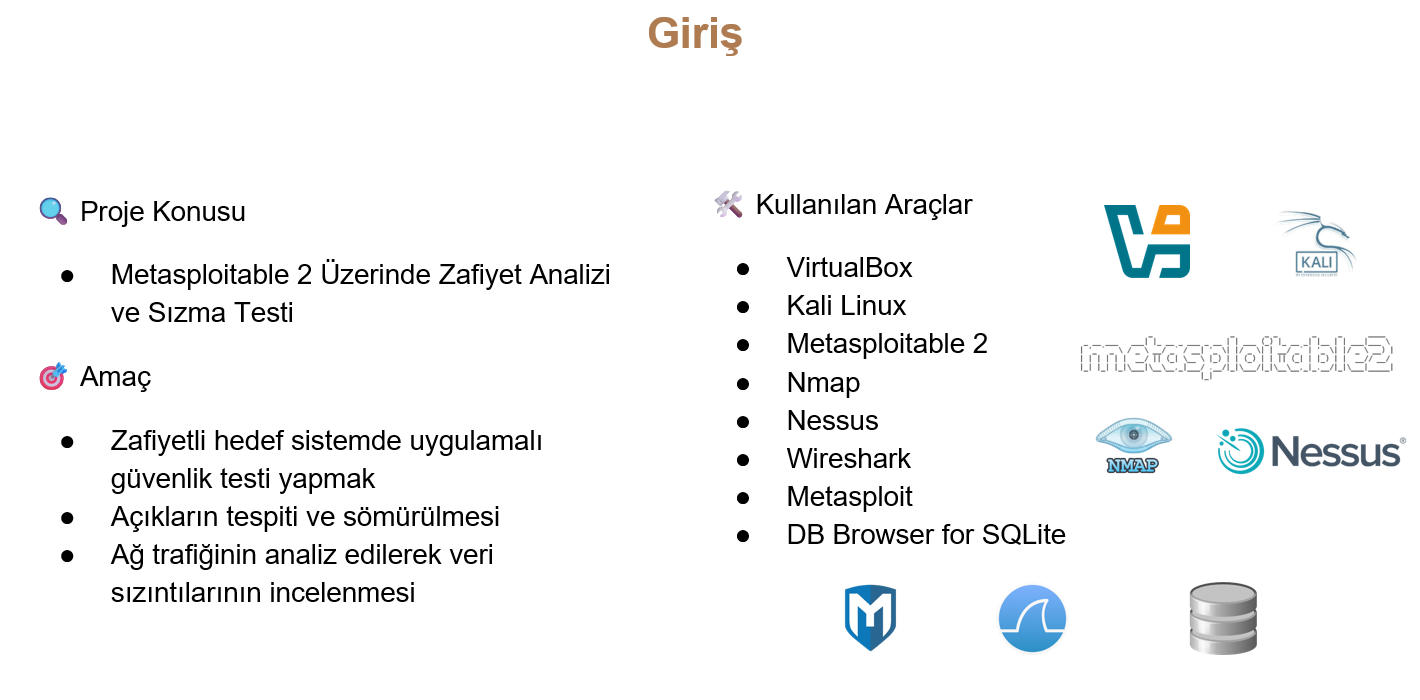 Giriş
Proje Konusu
● Metasploitable 2 Üzerinde Zafiyet Analizi
ve Sızma Testi
Amaç
● Zafiyetli hedef sistemde uygulamalı
güvenlik testi yapmak
● Açıkların tespiti ve sömürülmesi
● Ağ trafiğinin analiz edilerek veri
sızıntılarının incelenmesi
Kullanılan Araçlar
● VirtualBox
● Kali Linux
● Metasploitable 2
● Nmap
● Nessus
● Wireshark
● Metasploit
● DB Browser for SQLite
KALI
metasploitable2
NMAP
Nessus®
M